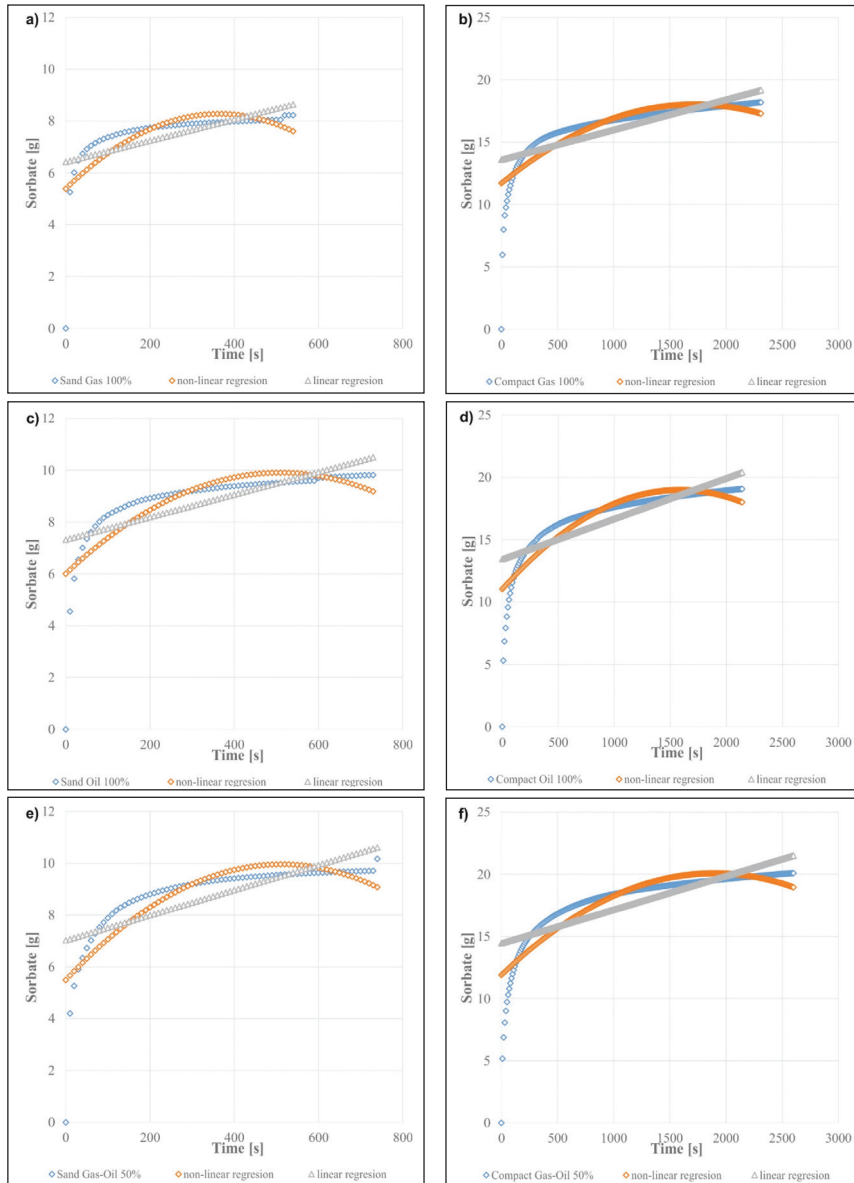 a)
12
10
8
6
4
2
0
Sorbate [g]
0 200 400 600 800
Time [s]
Sand Gas 100% non-linear regresion linear regresion
b)
25
20
15
10
5
0
Sorbate [g]
0 500 1000 1500 2000 2500 3000
Time [s]
Compact Gas 100% non-linear regresion linear regresion
c)
12
10
8
6
4
2
0
Sorbate [g]
0 200 400 600 800
Time [s]
Sand Oil 100% non-linear regresion linear regresion
d)
25
20
15
10
5
0
Sorbate [g]
0 500 1000 1500 2000 2500 3000
Time [s]
Compact Oil 100% non-linear regresion linear regresion
e)
12
10
8
6
4
2
0
Sorbate [g]
0 200 400 600 800
Time [s]
Sand Gas-Oil 50% non-linear regresion linear regresion
f)
25
20
15
10
5
0
Sorbate [g]
0 500 1000 1500 2000 2500 3000
Time [s]
Compact Gas-Oil 50% non-linear regresion linear regresion